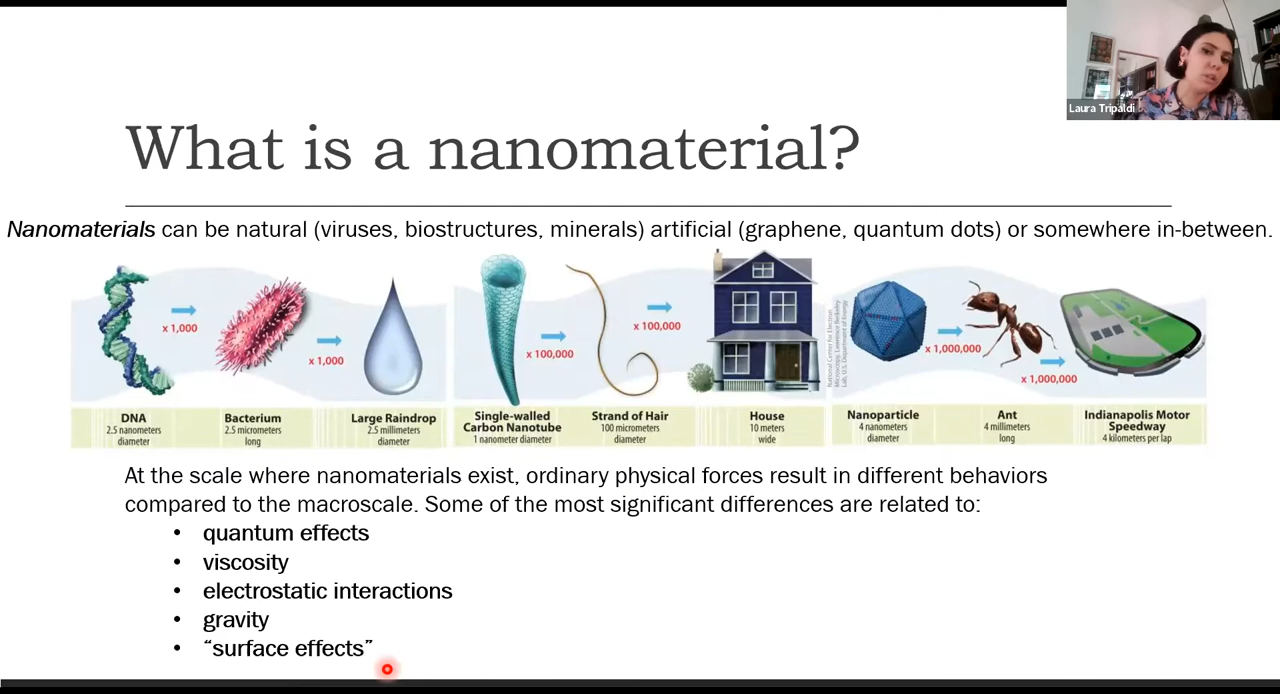 Laura Tripaldi
What is a nanomaterial?
Nanomaterials can be natural (viruses, biostructures, minerals) artificial (graphene, quantum dots) or somewhere in-between.
x 1,000
x 1,000
x 100,000
x 100,000
x 1,000,000
x 1,000,000
National Center for Electron
Microscopy, Lawrence Berkeley
Lab, U.S. Department of Energy
DNA
2.5 nanometers
diameter
Bacterium
2.5 micrometers
long
Large Raindrop
2.5 millimeters
diameter
Single-walled
Carbon Nanotube
1 nanometer diameter
Strand of Hair
100 micrometers
diameter
House
10 meters
wide
Nanoparticle
4 nanometers
diameter
Ant
4 millimeters
long
Indianapolis Motor
Speedway
4 kilometers per lap
At the scale where nanomaterials exist, ordinary physical forces result in different behaviors
compared to the macroscale. Some of the most significant differences are related to:
• quantum effects
• viscosity
• electrostatic interactions
• gravity
• “surface effects”